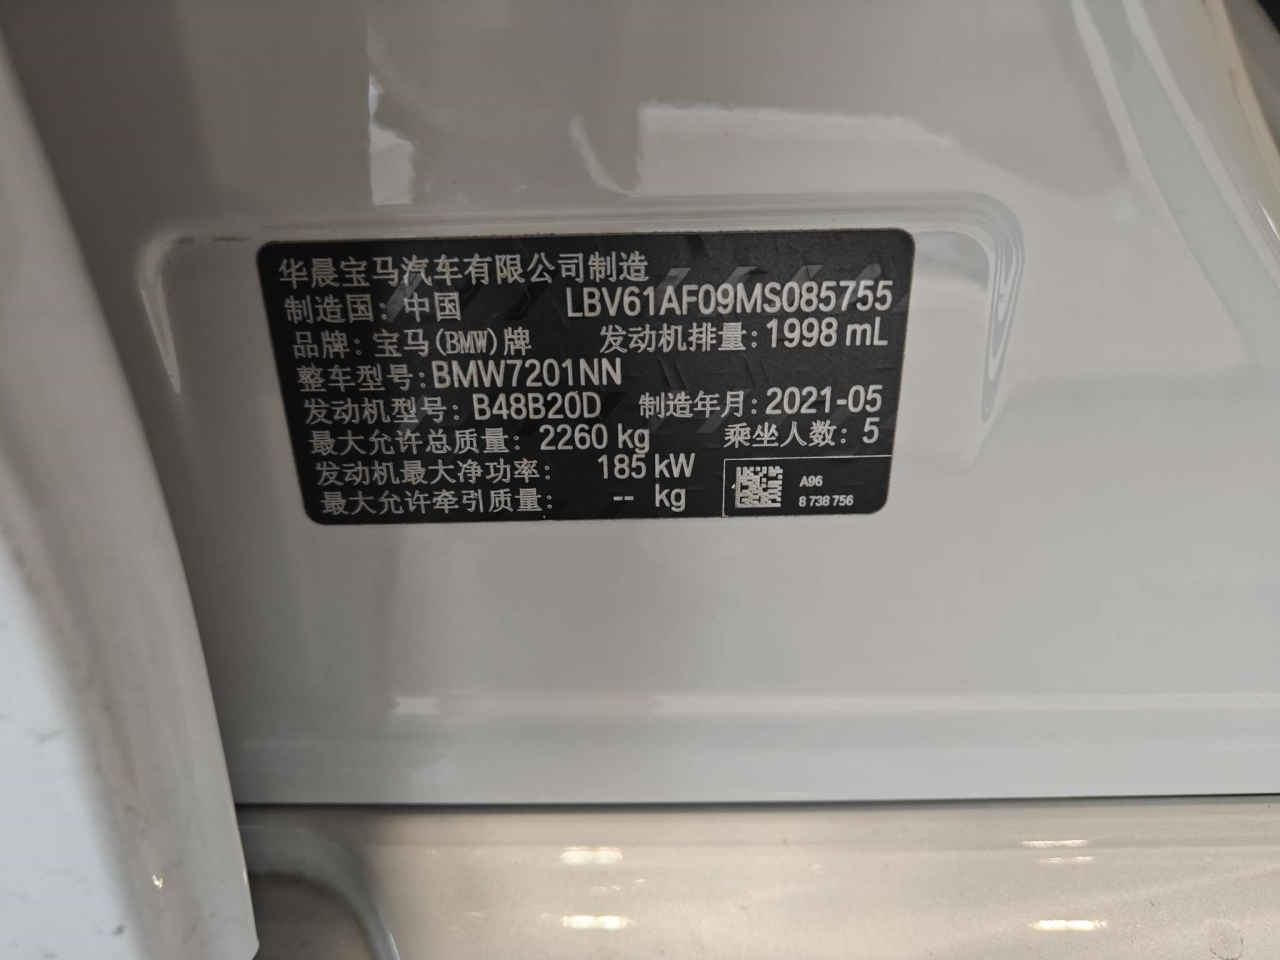 华晨宝马汽车有限公司制造
制造国：中国 LBV61AF09MS085755
品牌：宝马(BMW)牌 发动机排量：1998 mL
整车型号：BMW7201NN
发动机型号：B48B20D 制造年月：2021-05
最大允许总质量：2260 kg 乘坐人数：5
发动机最大净功率：185 kW
最大允许牵引质量：-- kg
A96
8 738 756